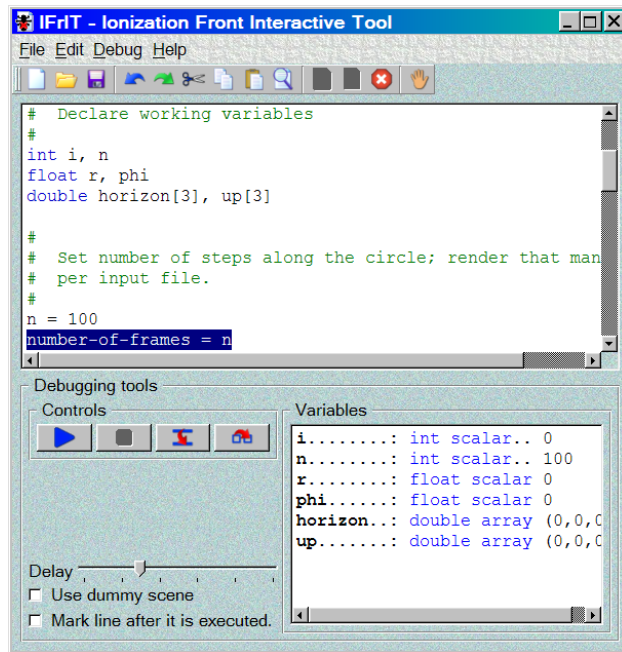 IFrIT - Ionization Front Interactive Tool
File Edit Debug Help
# Declare working variables
#
int i, n
float r, phi
double horizon[3], up[3]
#
# Set number of steps along the circle; render that man
# per input file.
#
n = 100
number-of-frames = n
Debugging tools
Controls
Variables
i........: int scalar.. 0
n........: int scalar.. 100
r........: float scalar 0
phi......: float scalar 0
horizon..: double array (0,0,0
up.......: double array (0,0,0
Delay
Use dummy scene
Mark line after it is executed.